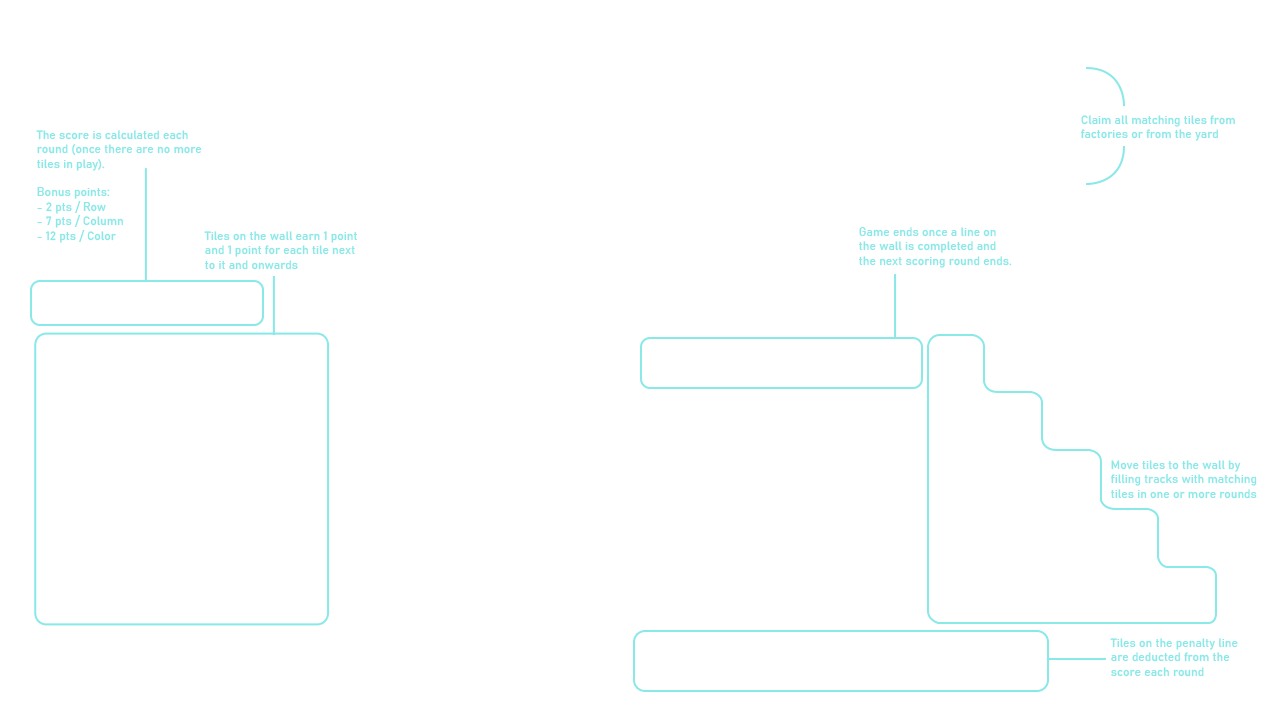 The score is calculated each
round (once there are no more
tiles in play).
Bonus points:
- 2 pts / Row
- 7 pts / Column
- 12 pts / Color
Tiles on the wall earn 1 point
and 1 point for each tile next
to it and onwards
Claim all matching tiles from
factories or from the yard
Game ends once a line on
the wall is completed and
the next scoring round ends.
Move tiles to the wall by
filling tracks with matching
tiles in one or more rounds
Tiles on the penalty line
are deducted from the
score each round